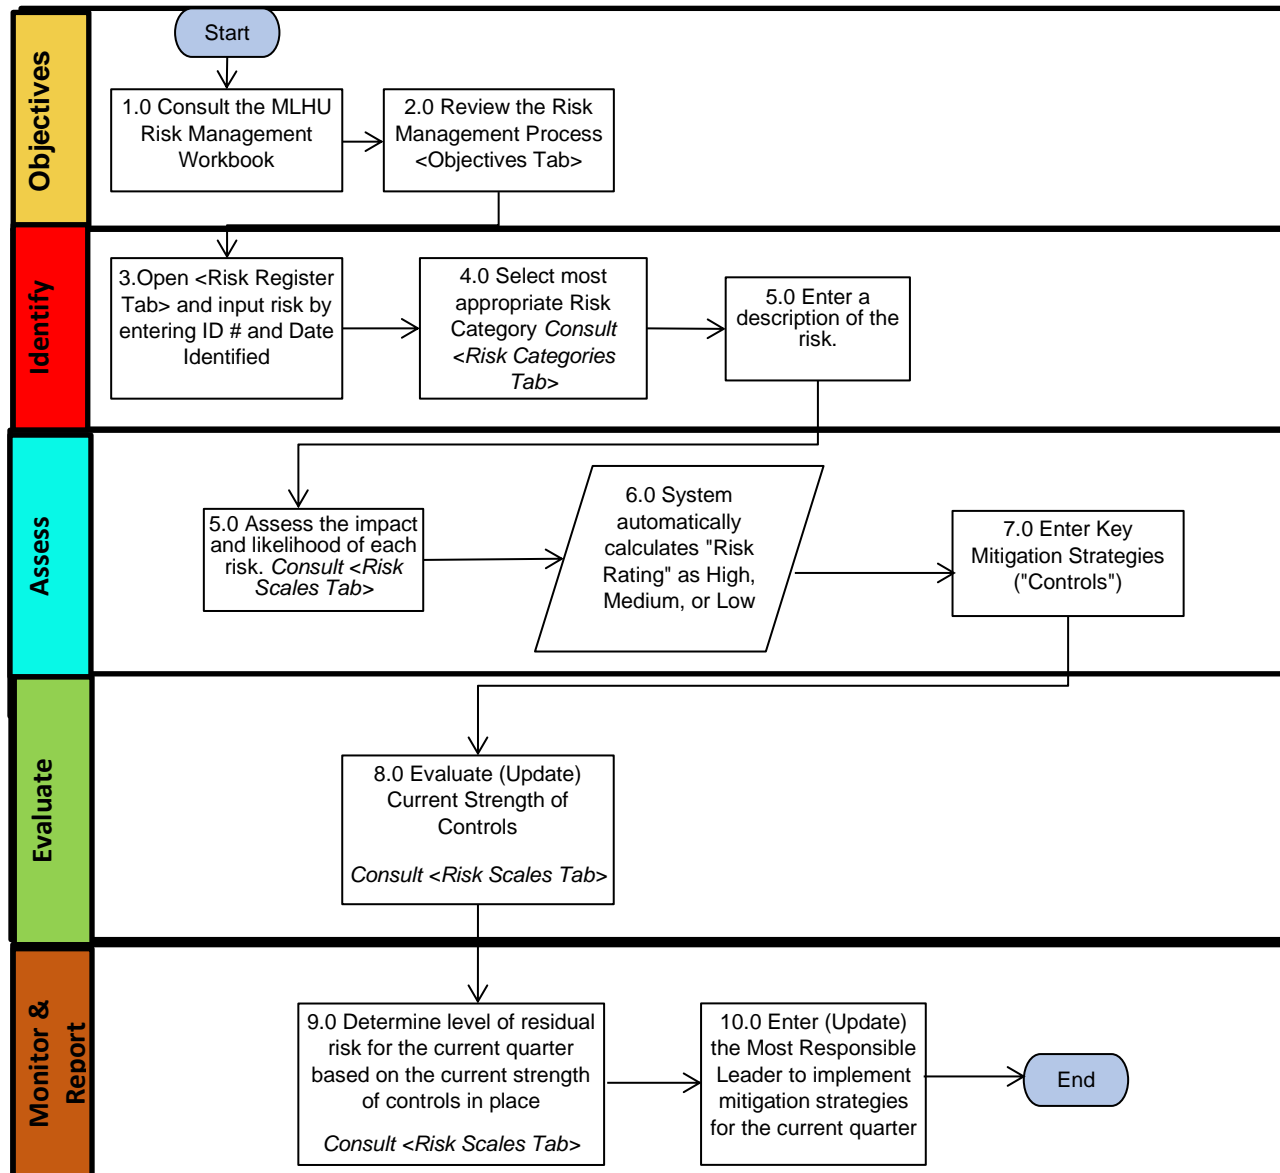 Objectives
Start
1.0 Consult the MLHU
Risk Management
Workbook
2.0 Review the Risk
Management Process
<Objectives Tab>
Identify
3.Open <Risk Register
Tab> and input risk by
entering ID # and Date
Identified
4.0 Select most
appropriate Risk
Category Consult
<Risk Categories
Tab>
5.0 Enter a
description of the
risk.
Assess
5.0 Assess the impact
and likelihood of each
risk. Consult <Risk
Scales Tab>
6.0 System
automatically
calculates "Risk
Rating" as High,
Medium, or Low
7.0 Enter Key
Mitigation Strategies
("Controls")
Evaluate
8.0 Evaluate (Update)
Current Strength of
Controls
Consult <Risk Scales Tab>
Monitor &
Report
9.0 Determine level of residual
risk for the current quarter
based on the current strength
of controls in place
Consult <Risk Scales Tab>
10.0 Enter (Update)
the Most Responsible
Leader to implement
mitigation strategies
for the current quarter
End